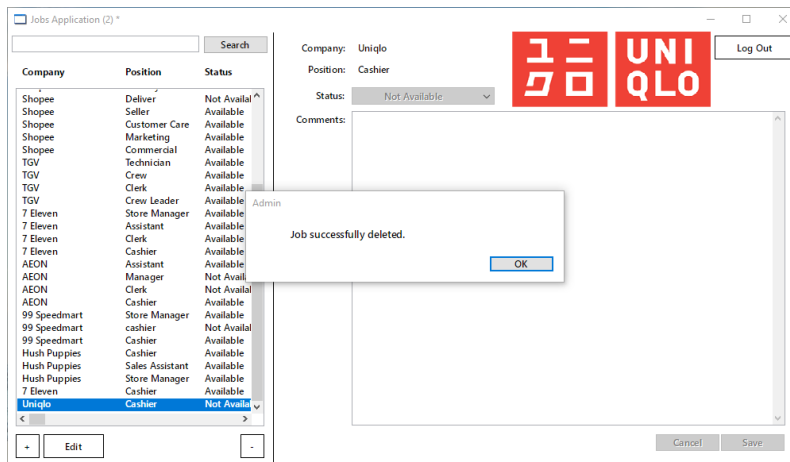 Jobs Application (2) *
Search
Company Position Status
Shopee Deliver Not Availal
Shopee Seller Available
Shopee Customer Care Available
Shopee Marketing Available
Shopee Commercial Available
TGV Technician Available
TGV Crew Available
TGV Clerk Available
TGV Crew Leader Available
7 Eleven Store Manager Available
7 Eleven Assistant Available
7 Eleven Clerk Available
7 Eleven Cashier Available
AEON Assistant Available
AEON Manager Not Avail
AEON Clerk Not Availal
AEON Cashier Available
99 Speedmart Store Manager Available
99 Speedmart cashier Not Availal
99 Speedmart Cashier Available
Hush Puppies Cashier Available
Hush Puppies Sales Assistant Available
Hush Puppies Store Manager Available
7 Eleven Cashier Available
Uniqlo Cashier Not Availal
+ Edit -
Company: Uniqlo
Position: Cashier
Status: Not Available
Comments:
ユニ
クロ
UNI
QLO
Log Out
Admin
Job successfully deleted.
OK
Cancel Save